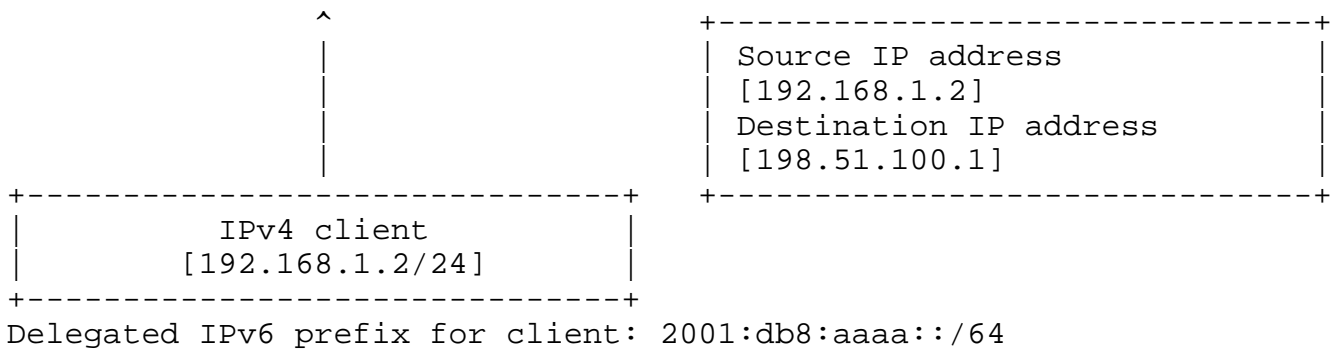 Source IP address
[192.168.1.2]
Destination IP address
[198.51.100.1]
IPv4 client
[192.168.1.2/24]
Delegated IPv6 prefix for client: 2001:db8:aaaa::/64